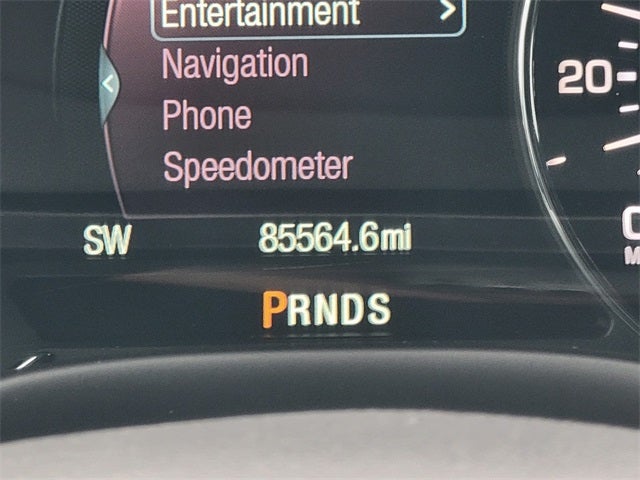 Entertainment >
Navigation
Phone
Speedometer
20
SW 85564.6mi
PRNDS